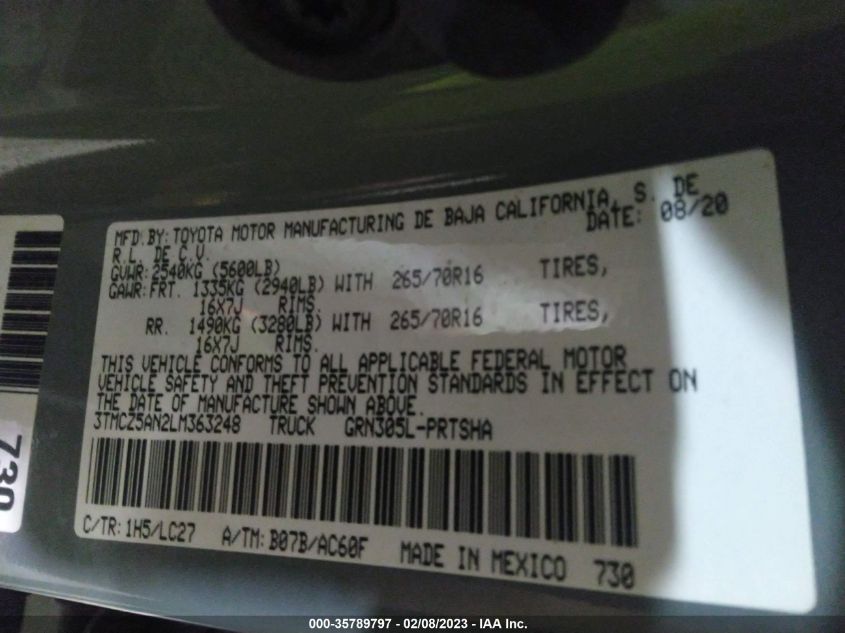 MFD.BY: TOYOTA MOTOR MANUFACTURING DE BAJA CALIFORNIA, S. DE
R.L. DE C.V. DATE: 08/20
GVWR: 2540KG (5600LB)
GAWR: FRT. 1335KG (2940LB) WITH 265/70R16 TIRES,
16X7J RIMS.
RR. 1490KG (3280LB) WITH 265/70R16 TIRES,
16X7J RIMS.
THIS VEHICLE CONFORMS TO ALL APPLICABLE FEDERAL MOTOR
VEHICLE SAFETY AND THEFT PREVENTION STANDARDS IN EFFECT ON
THE DATE OF MANUFACTURE SHOWN ABOVE.
3TMCZ5AN2LM363248 TRUCK GRN305L-PRTSHA
C/TR: 1H5/LC27 A/TM: B07B/AC60F MADE IN MEXICO 730
730
000-35789797 - 02/08/2023 - IAA Inc.